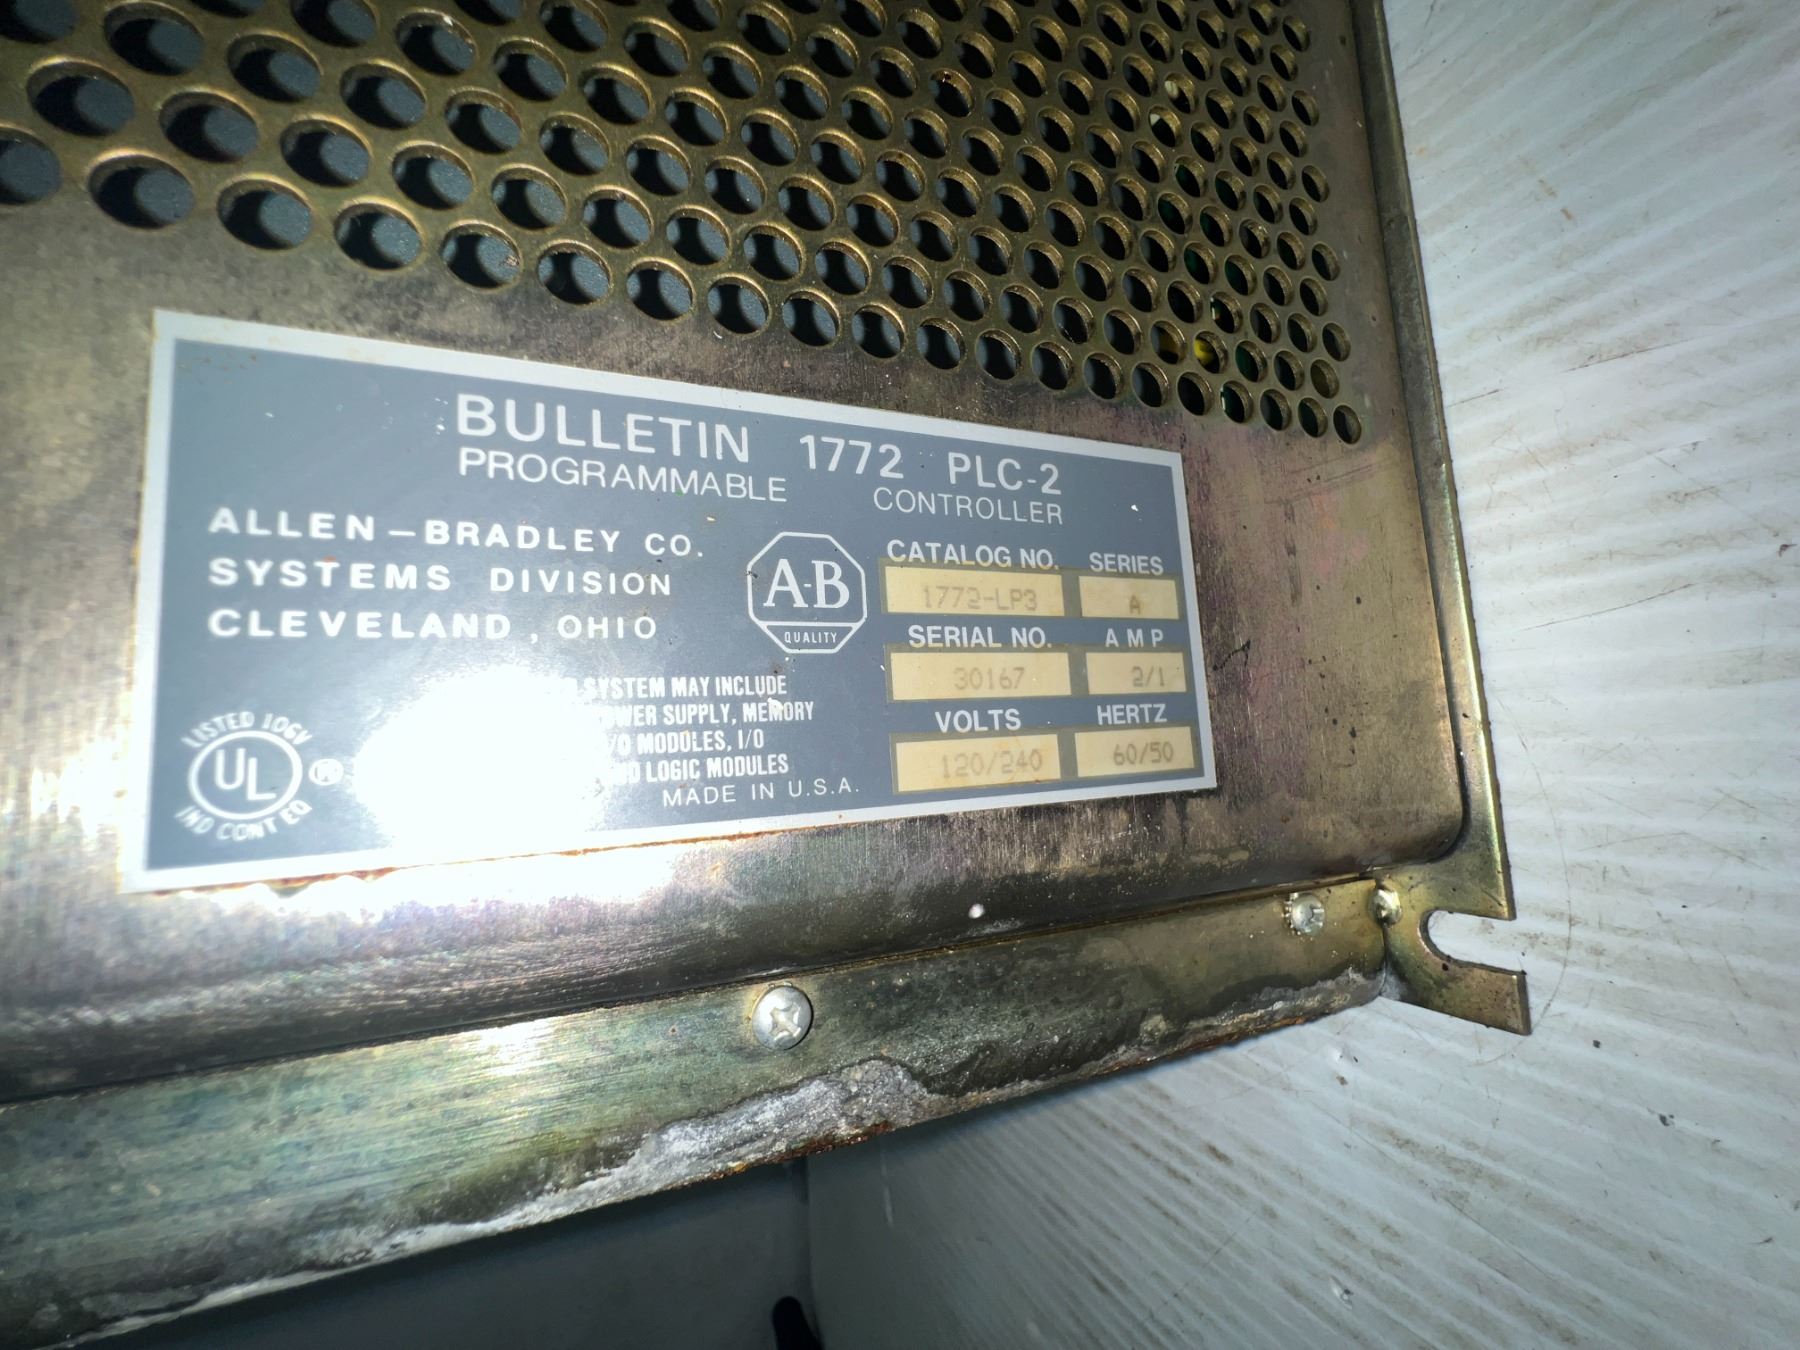 BULLETIN 1772 PLC-2
PROGRAMMABLE CONTROLLER
ALLEN-BRADLEY CO.
SYSTEMS DIVISION
CLEVELAND, OHIO
A-B
QUALITY
CATALOG NO. SERIES
1772-LP3 A
SERIAL NO. AMP
30167 2/1
VOLTS HERTZ
120/240 60/50
SYSTEM MAY INCLUDE
SUPPLY, MEMORY
MODULES, I/O
LOGIC MODULES
MADE IN U.S.A.
LISTED 10GV
UL ®
IND CONT EQ